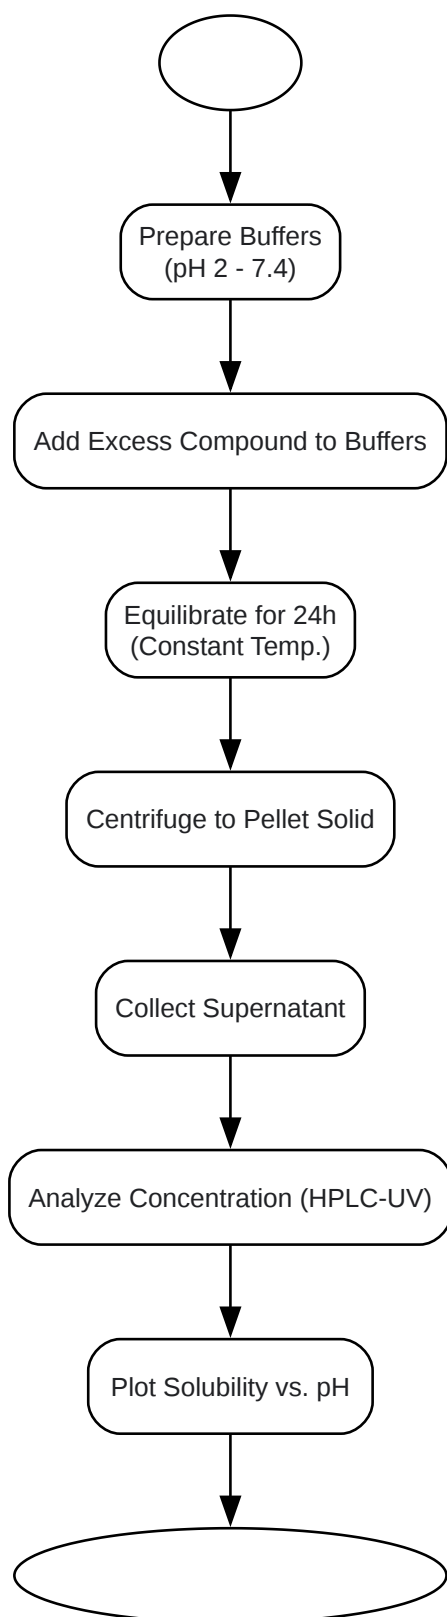 Prepare Buffers
(pH 2 - 7.4)
Add Excess Compound to Buffers
Equilibrate for 24h
(Constant Temp.)
Centrifuge to Pellet Solid
Collect Supernatant
Analyze Concentration (HPLC-UV)
Plot Solubility vs. pH